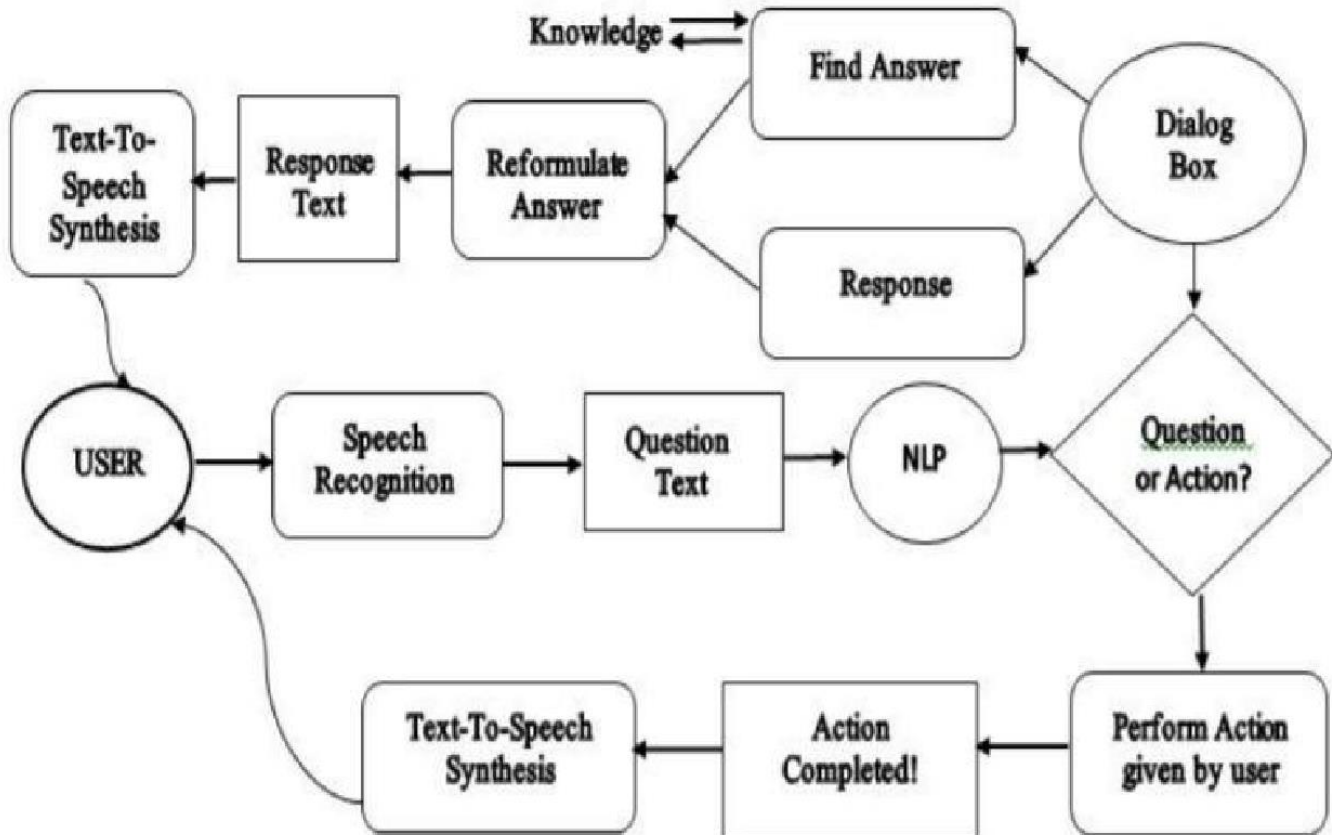 Knowledge
Find Answer
Dialog
Box
Text-To-
Speech
Synthesis
Response
Text
Reformulate
Answer
Response
USER
Speech
Recognition
Question
Text
NLP
Question
or Action?
Text-To-Speech
Synthesis
Action
Completed!
Perform Action
given by user